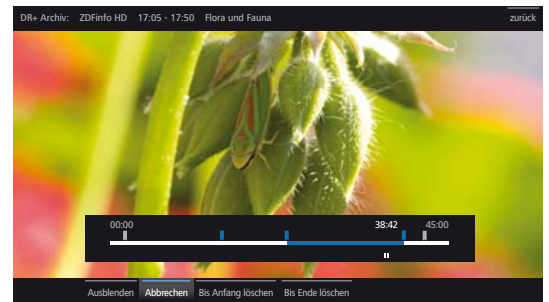 DR+ Archiv: ZDFinfo HD 17:05 - 17:50 Flora und Fauna zurück
00:00 38:42 45:00
Ausblenden Abbrechen Bis Anfang löschen Bis Ende löschen